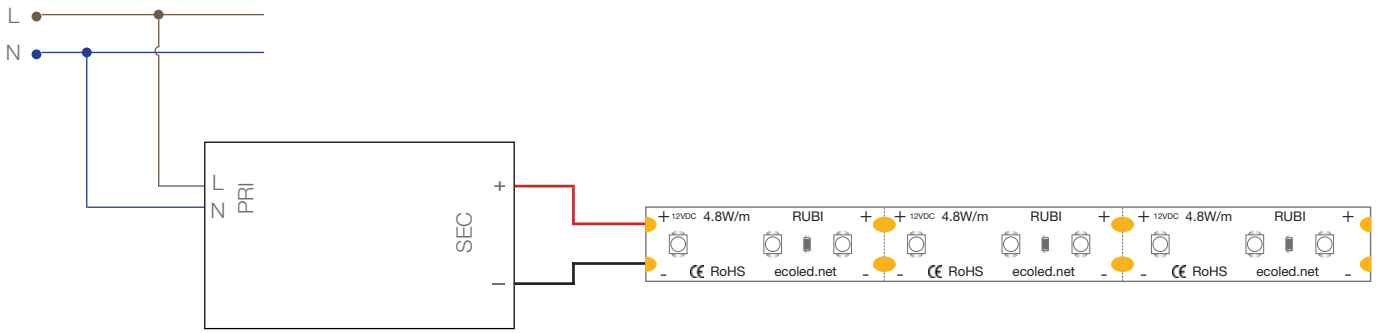 L
N
L
N
PRI
SEC
+
–
+ 12VDC 4.8W/m RUBI +
- CE RoHS ecoled.net -
+ 12VDC 4.8W/m RUBI +
- CE RoHS ecoled.net -
+ 12VDC 4.8W/m RUBI +
- CE RoHS ecoled.net -